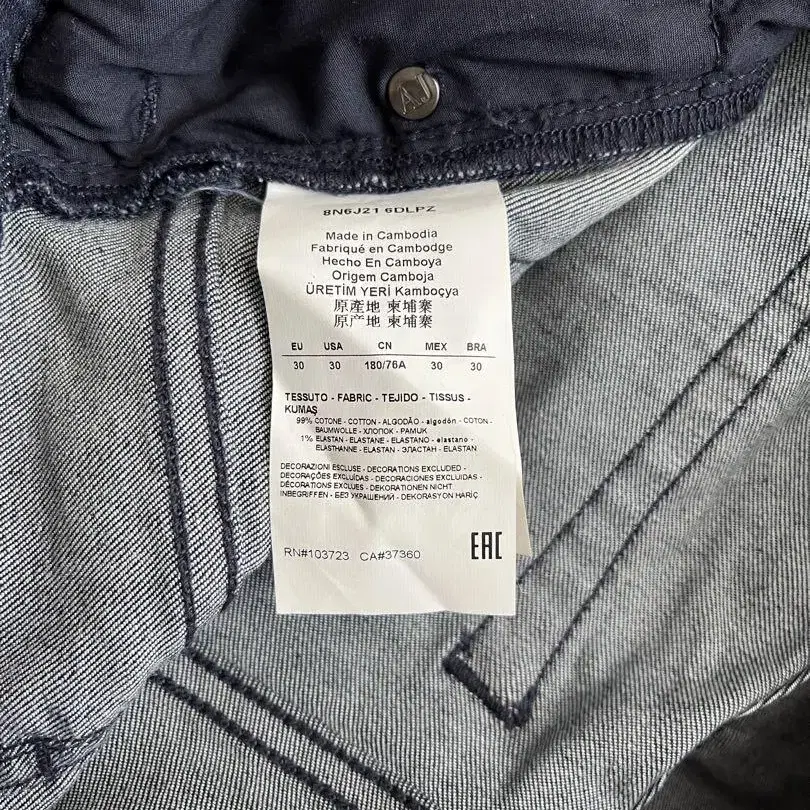 AJ
8N6J21 6DLPZ
Made in Cambodia
Fabriqué en Cambodge
Hecho En Camboya
Origem Camboja
ÜRETİM YERİ Kamboçya
原產地 柬埔寨
原产地 柬埔寨
EU USA CN MEX BRA
30 30 180/76A 30 30
TESSUTO - FABRIC - TEJIDO - TISSUS -
KUMAŞ
99% COTONE - COTTON - ALGODÃO - algodón - COTON -
BAUMWOLLE - ХЛОПОК - PAMUK
1% ELASTAN - ELASTANE - ELASTANO - elastano -
ELASTHANNE - ELASTAN - ЭЛАСТАН - ELASTAN
DECORAZIONI ESCLUSE - DECORATIONS EXCLUDED -
DECORAÇÕES EXCLUÍDAS - DECORACIONES EXCLUIDAS -
DÉCORATIONS EXCLUES - DEKORATIONEN NICHT
INBEGRIFFEN - БЕЗ УКРАШЕНИЙ - DEKORASYON HARİÇ
RN#103723 CA#37360 EAC